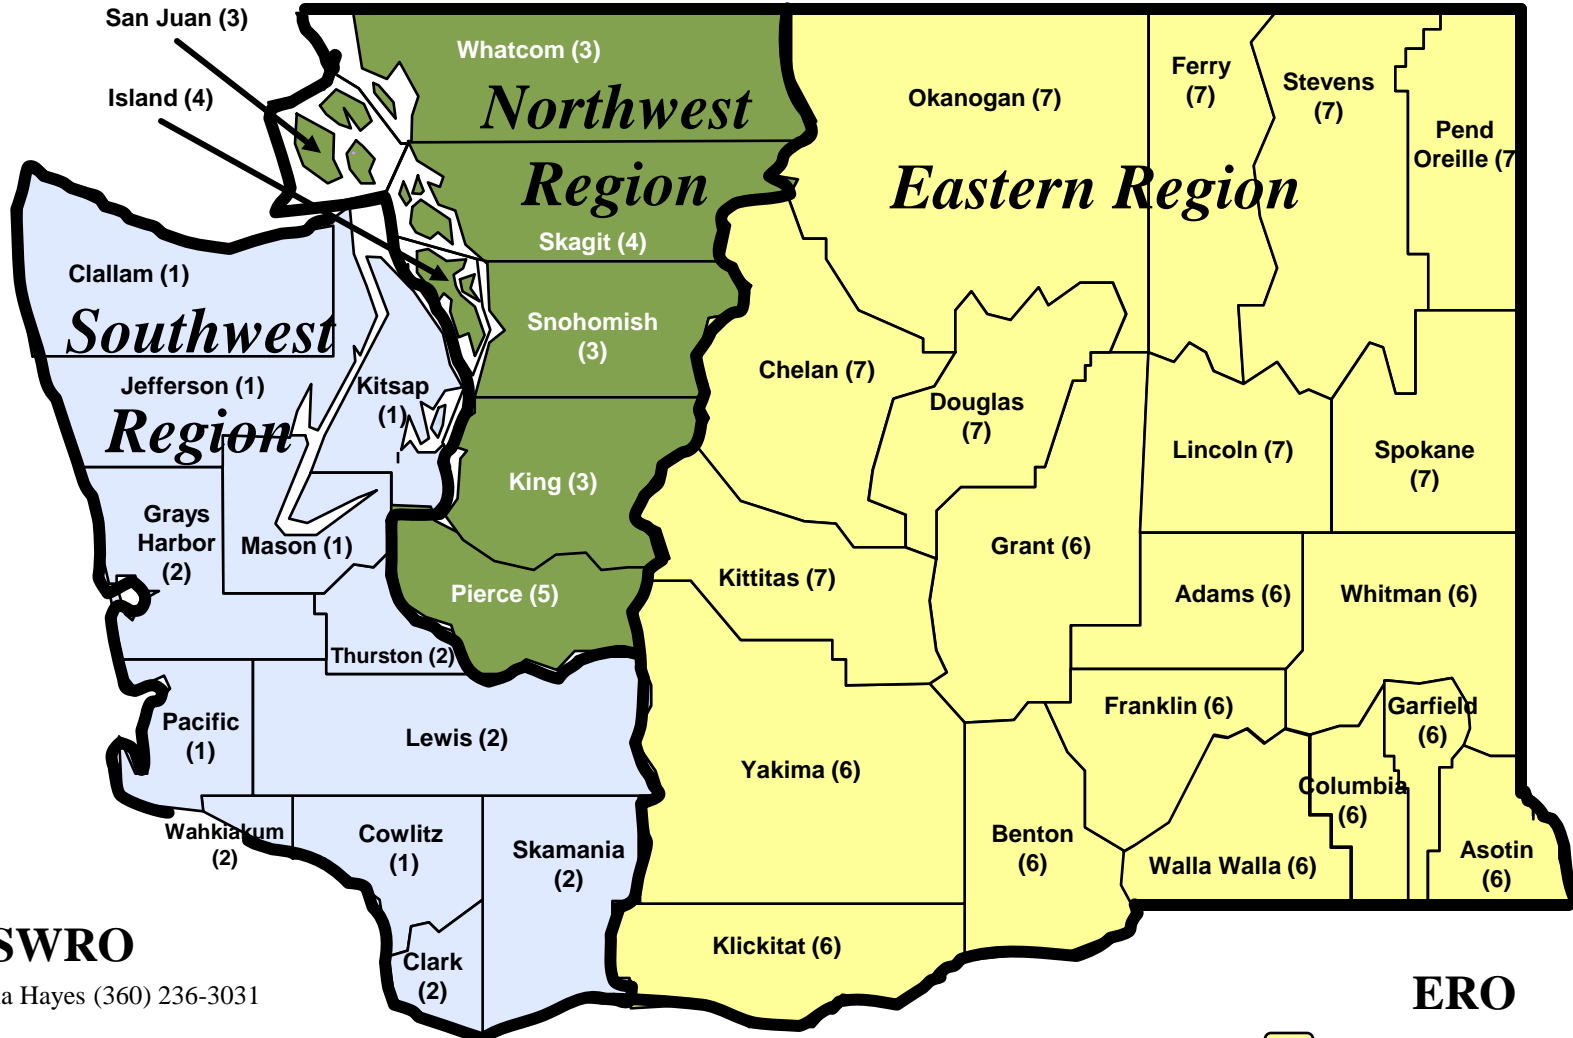 San Juan (3)
Whatcom (3)
Island (4)
Northwest
Region
Skagit (4)
Snohomish
(3)
King (3)
Pierce (5)
Okanogan (7)
Ferry
(7)
Stevens
(7)
Pend
Oreille (7
Eastern Region
Chelan (7)
Douglas
(7)
Lincoln (7)
Spokane
(7)
Grant (6)
Kittitas (7)
Adams (6)
Whitman (6)
Franklin (6)
Garfield
(6)
Yakima (6)
Columbia
(6)
Benton
(6)
Walla Walla (6)
Asotin
(6)
Klickitat (6)
Clallam (1)
Southwest
Region
Jefferson (1)
Kitsap
(1)
Grays
Harbor
(2)
Mason (1)
Thurston (2)
Pacific
(1)
Lewis (2)
Wahkiakum
(2)
Cowlitz
(1)
Skamania
(2)
Clark
(2)
SWRO
a Hayes (360) 236-3031
ERO